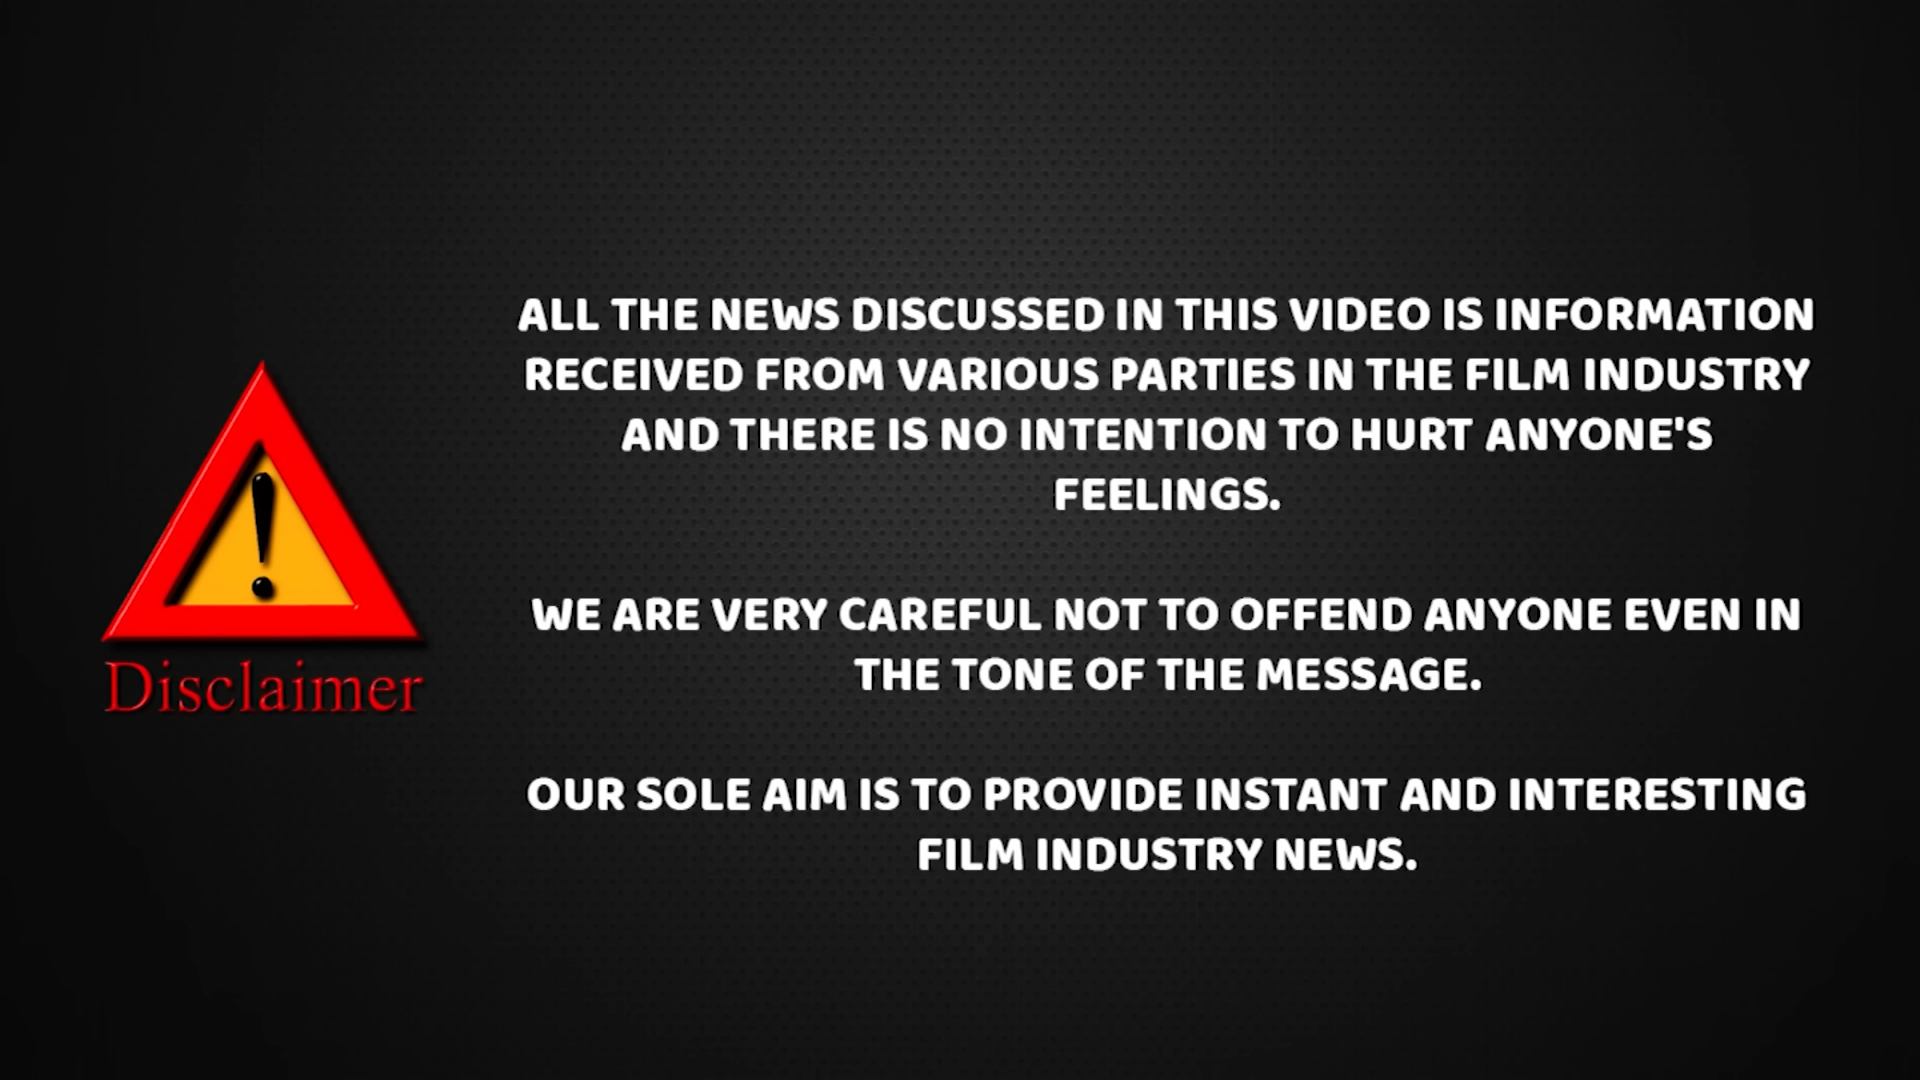 ALL THE NEWS DISCUSSED IN THIS VIDEO IS INFORMATION
RECEIVED FROM VARIOUS PARTIES IN THE FILM INDUSTRY
AND THERE IS NO INTENTION TO HURT ANYONE'S
FEELINGS.
WE ARE VERY CAREFUL NOT TO OFFEND ANYONE EVEN IN
THE TONE OF THE MESSAGE.
OUR SOLE AIM IS TO PROVIDE INSTANT AND INTERESTING
FILM INDUSTRY NEWS.
!
Disclaimer